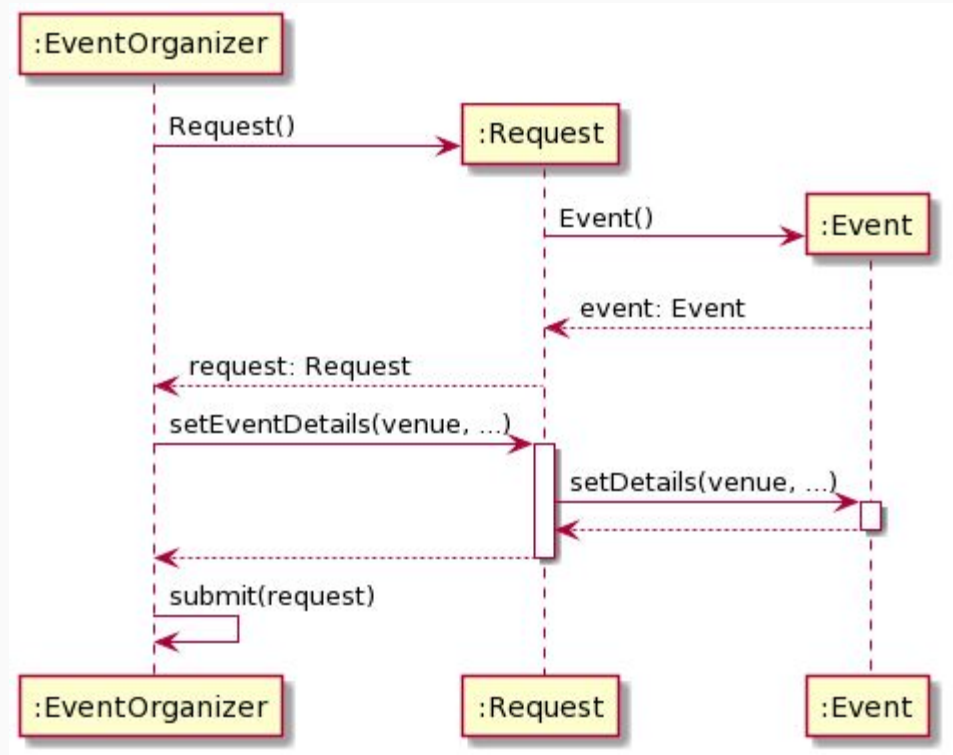 :EventOrganizer
Request()
:Request
Event()
:Event
event: Event
request: Request
setEventDetails(venue, ...)
setDetails(venue, ...)
submit(request)
:EventOrganizer
:Request
:Event